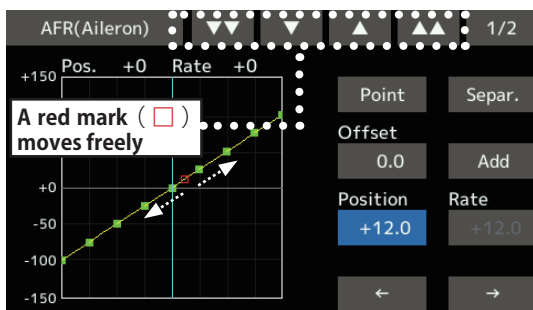 AFR(Aileron) ▼▼ ▼ ▲ ▲▲ 1/2
Pos. +0 Rate +0
+150
A red mark (□)
moves freely
+0
-50
-100
-150
Point Separ.
Offset
0.0 Add
Position Rate
+12.0 +12.0
← →